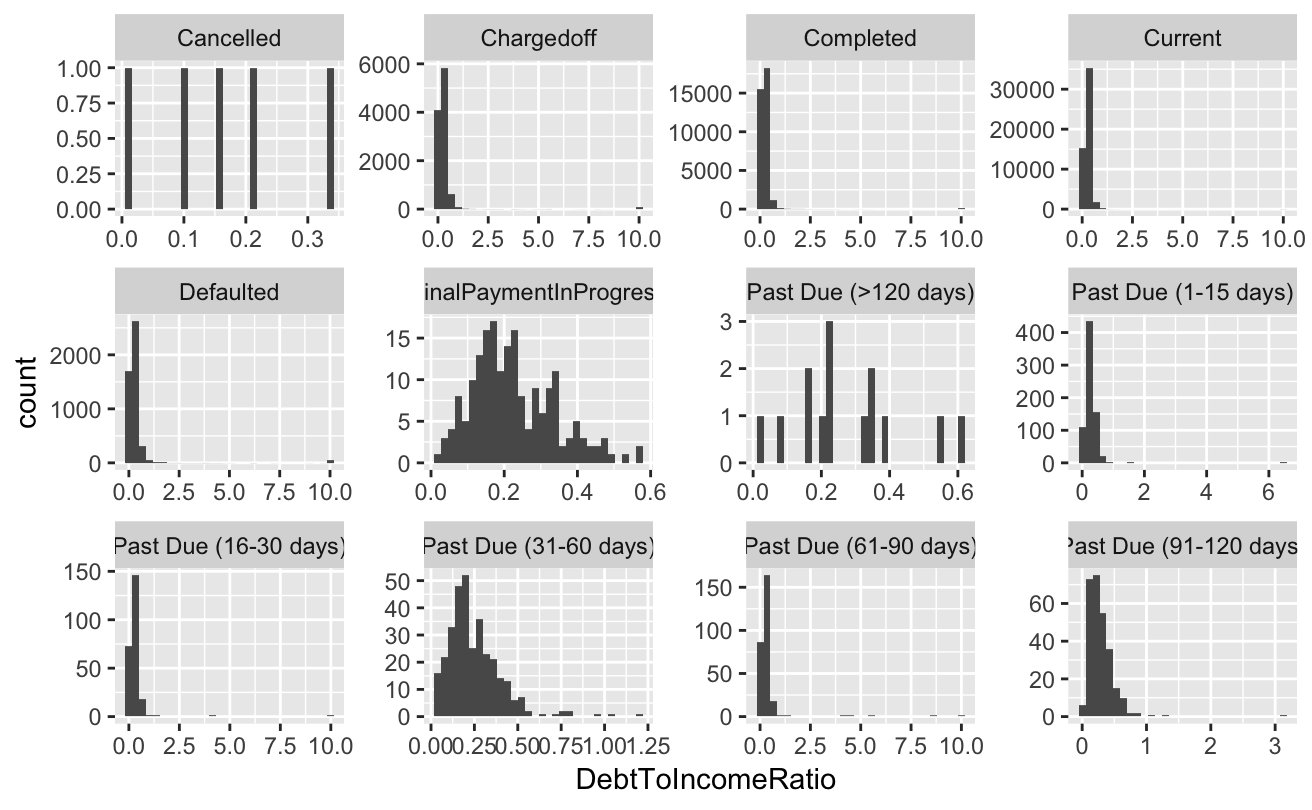 Cancelled Chargedoff Completed Current
1.00 0.75 0.50 0.25 0.00
6000 4000 2000 0
15000 10000 5000 0
30000 20000 10000 0
0.0 0.1 0.2 0.3
0.0 2.5 5.0 7.5 10.0
0.0 2.5 5.0 7.5 10.0
0.0 2.5 5.0 7.5 10.0
count
Defaulted inalPaymentInProgres Past Due (>120 days) Past Due (1-15 days)
2000 1000 0
15 10 5 0
3 2 1 0
400 300 200 100 0
0.0 2.5 5.0 7.5 10.0
0.0 0.2 0.4 0.6
0.0 0.2 0.4 0.6
0 2 4 6
Past Due (16-30 days) Past Due (31-60 days) Past Due (61-90 days) Past Due (91-120 days
150 100 50 0
50 40 30 20 10 0
150 100 50 0
60 40 20 0
0.0 2.5 5.0 7.5 10.0
0.00 0.25 0.50 0.75 1.00 1.25
0.0 2.5 5.0 7.5 10.0
0 1 2 3
DebtToIncomeRatio